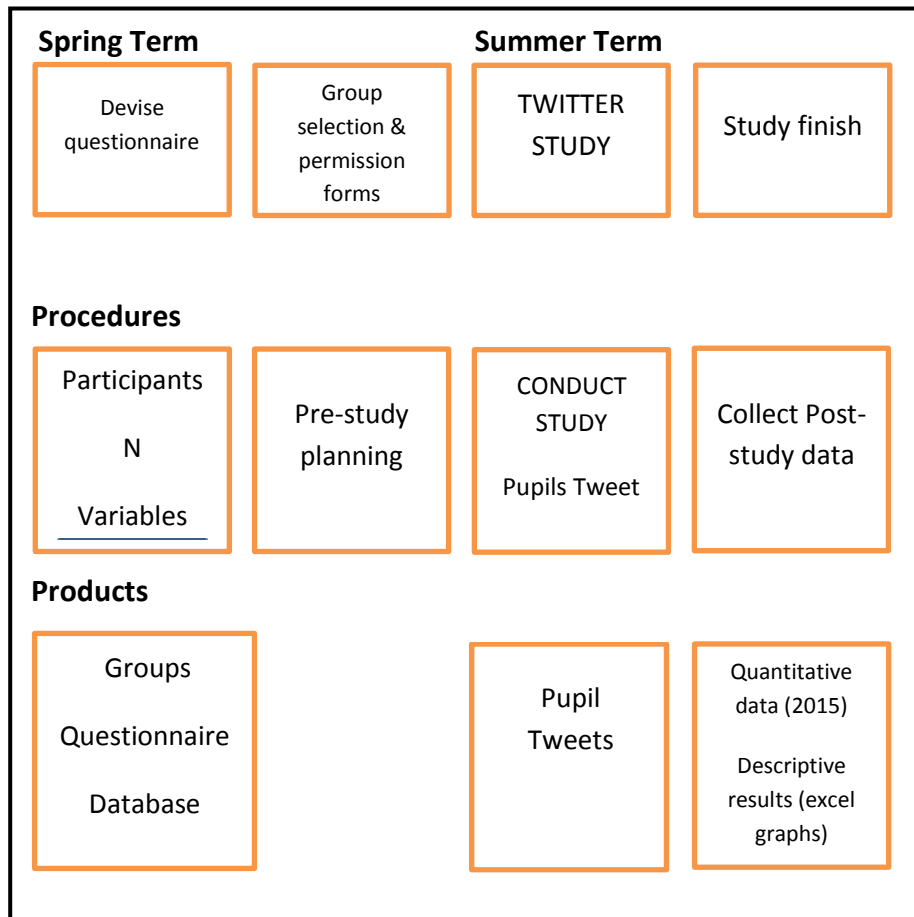 Spring Term
Summer Term
Devise
questionnaire
Group
selection &
permission
forms
TWITTER
STUDY
Study finish
Procedures
Participants
N
Variables
Pre-study
planning
CONDUCT
STUDY
Pupils Tweet
Collect Post-
study data
Products
Groups
Questionnaire
Database
Pupil
Tweets
Quantitative
data (2015)
Descriptive
results (excel
graphs)